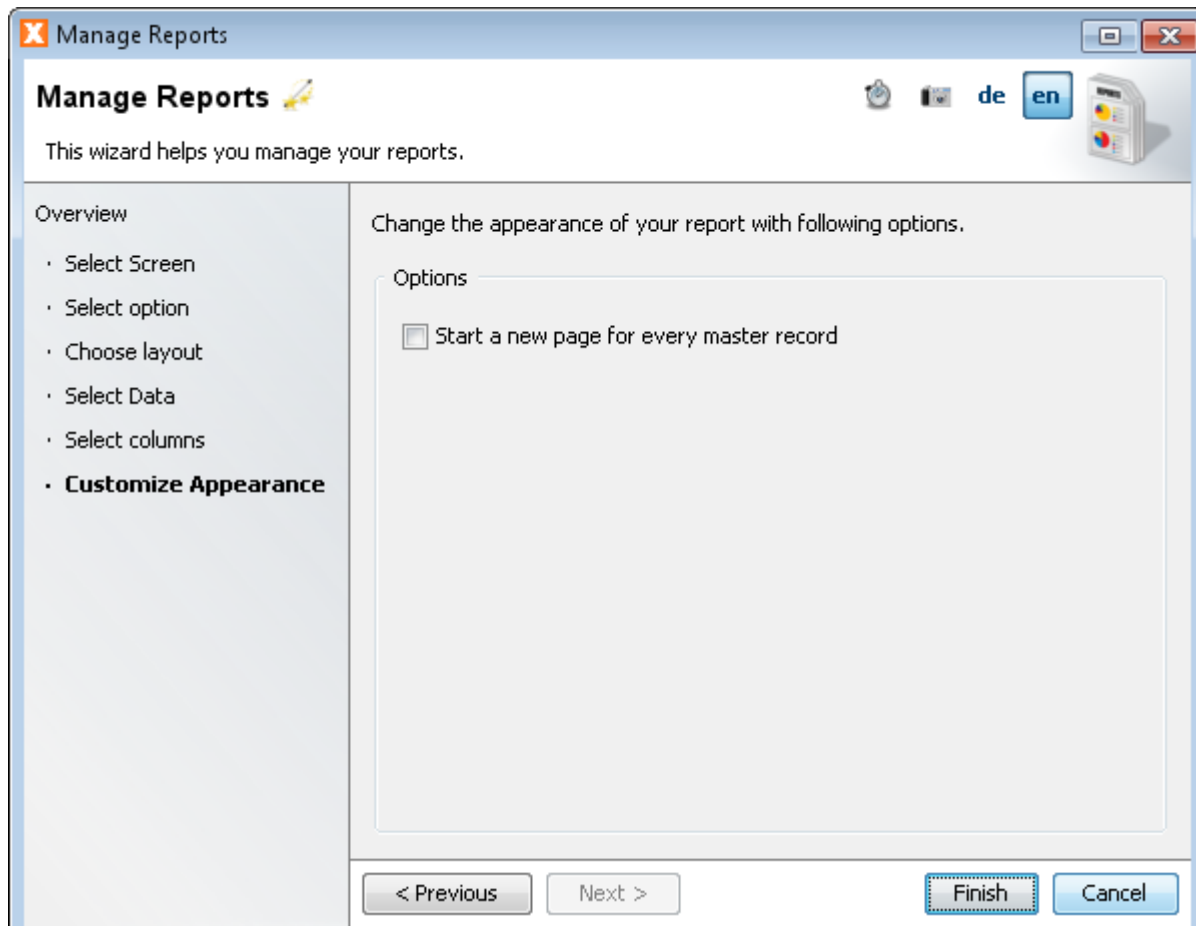 Manage Reports
Manage Reports
de en
This wizard helps you manage your reports.
Overview
· Select Screen
· Select option
· Choose layout
· Select Data
· Select columns
· Customize Appearance
Change the appearance of your report with following options.
Options
Start a new page for every master record
< Previous
Next >
Finish
Cancel